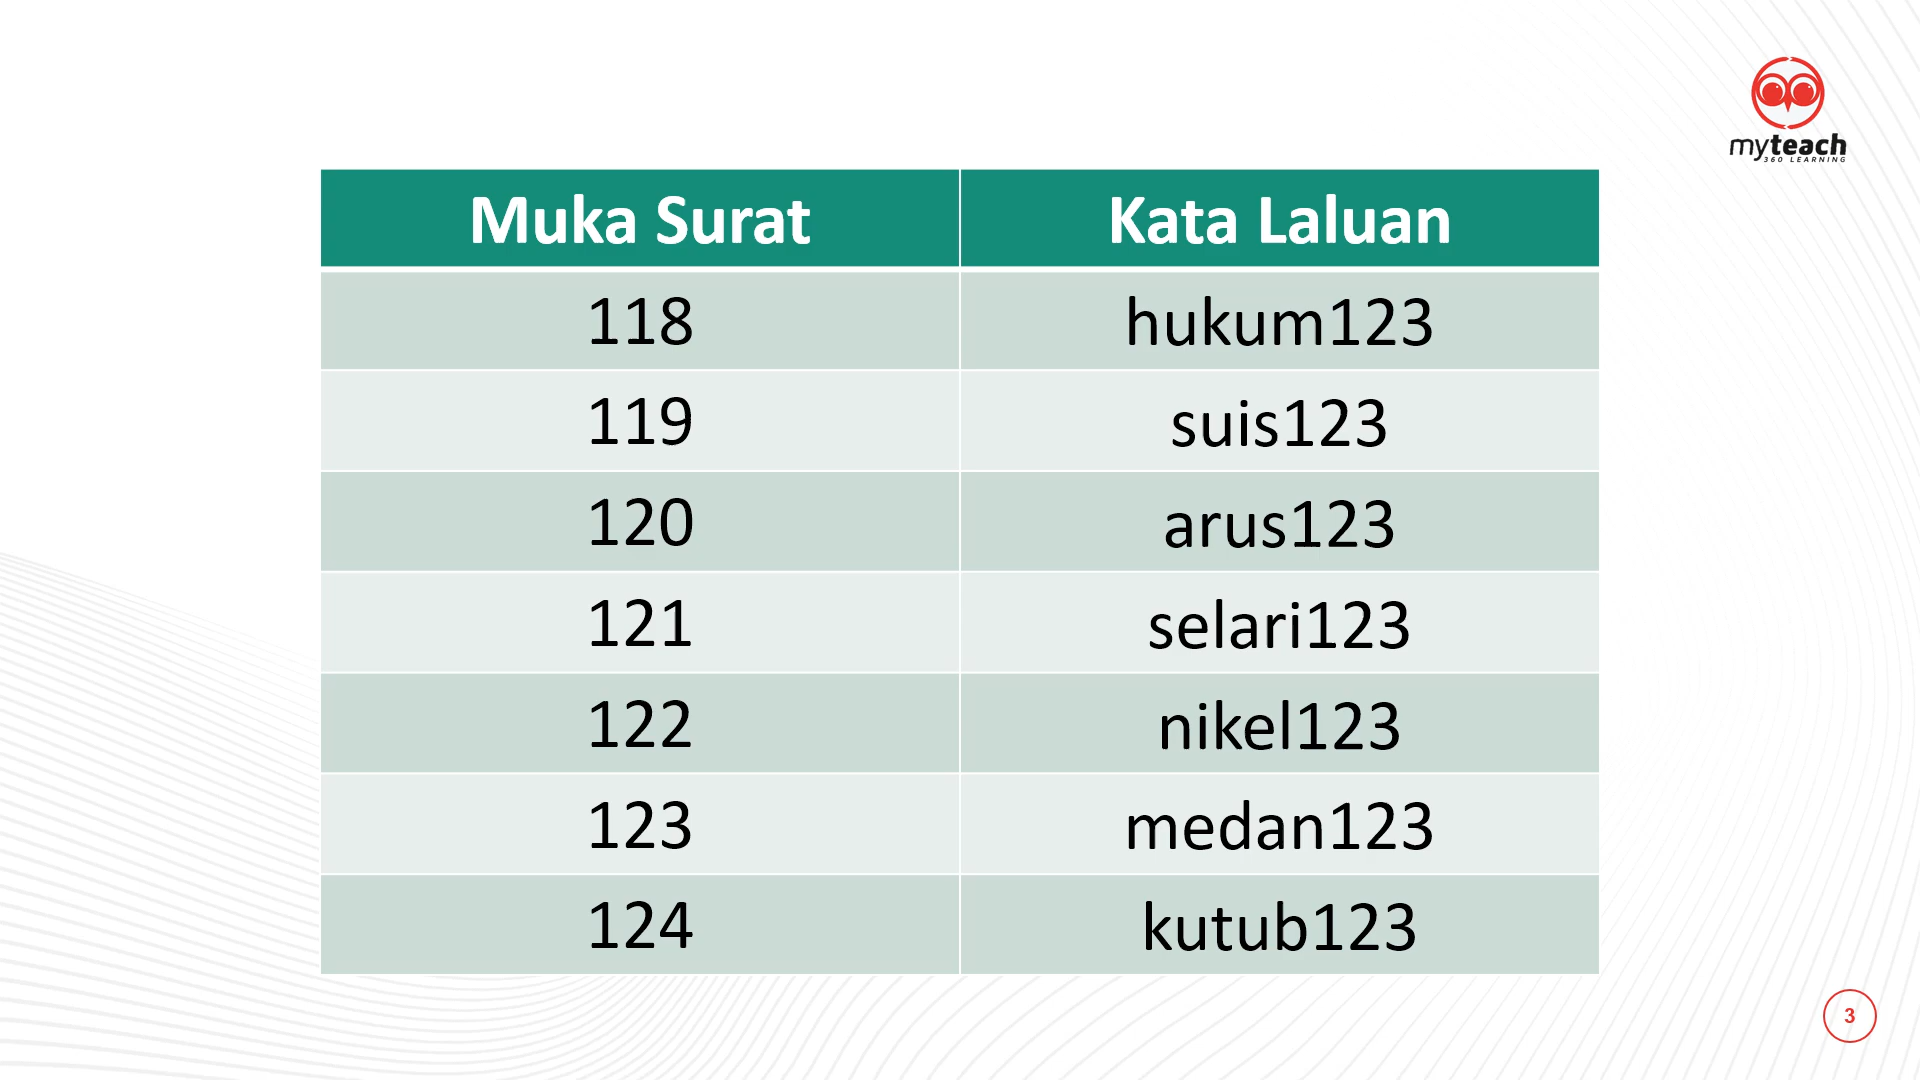 myteach
360 LEARNING
Muka Surat Kata Laluan
118 hukum123
119 suis123
120 arus123
121 selari123
122 nikel123
123 medan123
124 kutub123
3